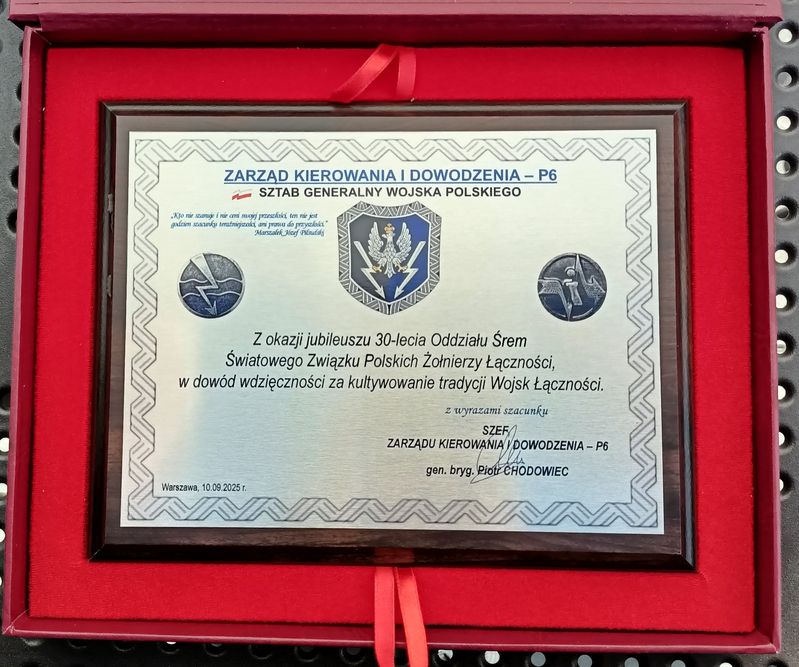 ZARZĄD KIEROWANIA I DOWODZENIA – P6
SZTAB GENERALNY WOJSKA POLSKIEGO
„Kto nie szanuje i nie ceni swojej przeszłości, ten nie jest
godzien szacunku teraźniejszości, ani prawa do przyszłości.”
Marszałek Józef Piłsudski
Z okazji jubileuszu 30-lecia Oddziału Śrem
Światowego Związku Polskich Żołnierzy Łączności,
w dowód wdzięczności za kultywowanie tradycji Wojsk Łączności.
z wyrazami szacunku
SZEF
ZARZĄDU KIEROWANIA I DOWODZENIA – P6
gen. bryg. Piotr CHODOWIEC
Warszawa, 10.09.2025 r.